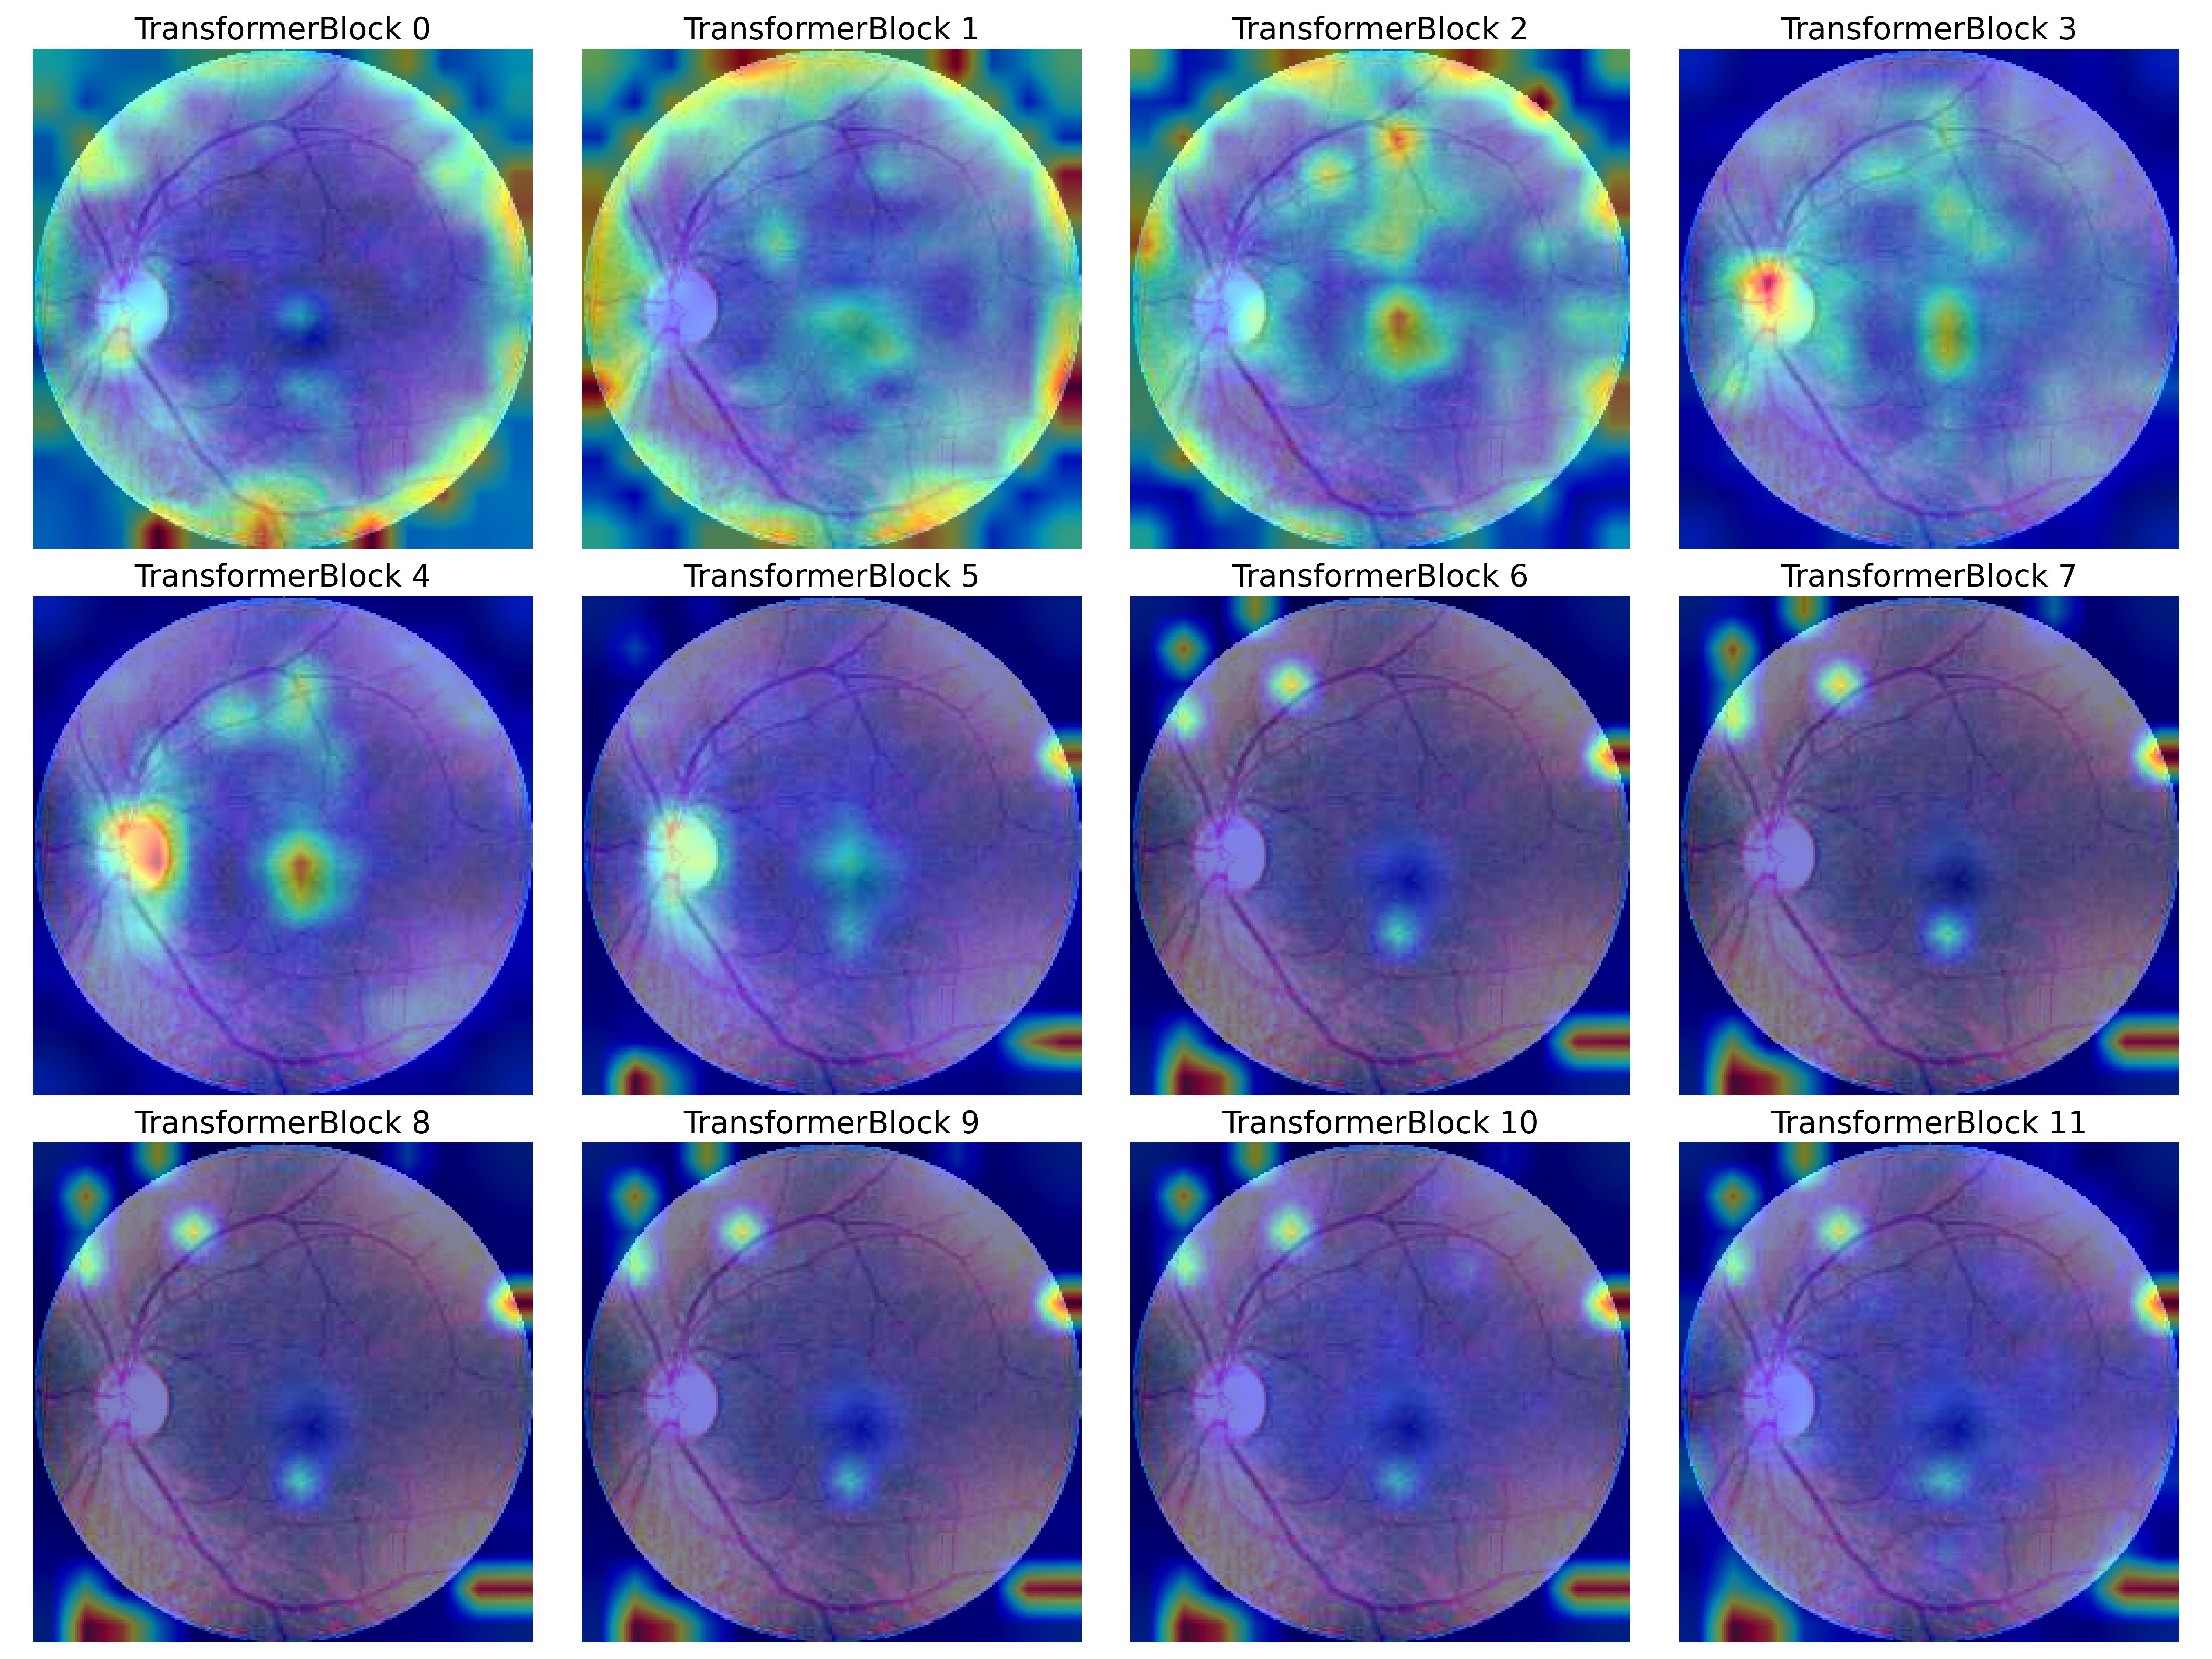 TransformerBlock 0
TransformerBlock 1
TransformerBlock 2
TransformerBlock 3
TransformerBlock 4
TransformerBlock 5
TransformerBlock 6
TransformerBlock 7
TransformerBlock 8
TransformerBlock 9
TransformerBlock 10
TransformerBlock 11